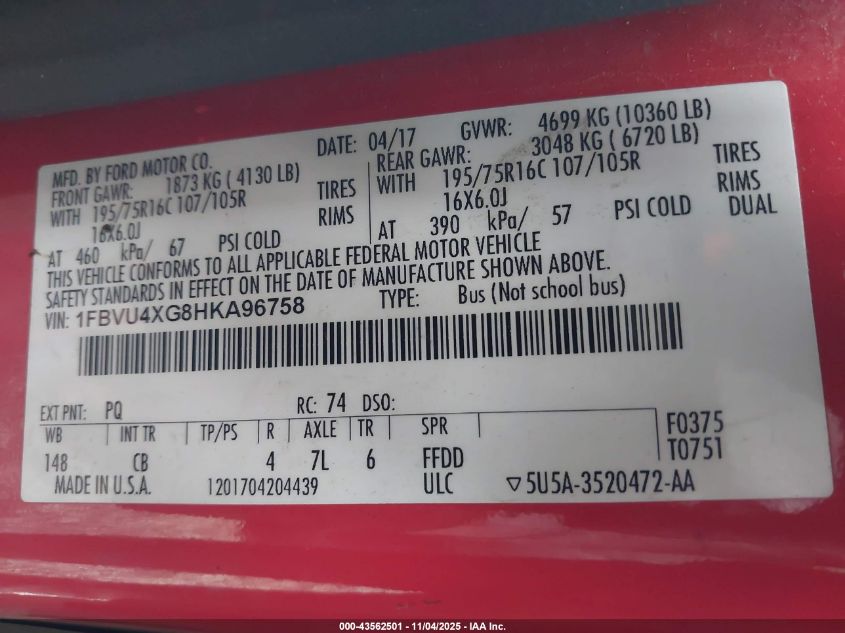 MFD. BY FORD MOTOR CO. DATE: 04/17 GVWR: 4699 KG (10360 LB)
FRONT GAWR: 1873 KG ( 4130 LB) REAR GAWR: 3048 KG ( 6720 LB)
WITH 195/75R16C 107/105R TIRES WITH 195/75R16C 107/105R TIRES
16X6.0J RIMS 16X6.0J RIMS
AT 460 kPa/ 67 PSI COLD AT 390 kPa/ 57 PSI COLD DUAL
THIS VEHICLE CONFORMS TO ALL APPLICABLE FEDERAL MOTOR VEHICLE
SAFETY STANDARDS IN EFFECT ON THE DATE OF MANUFACTURE SHOWN ABOVE.
VIN: 1FBVU4XG8HKA96758 TYPE: Bus (Not school bus)
EXT PNT: PQ RC: 74 DSO:
WB INT TR TP/PS R AXLE TR SPR F0375
148 CB 4 7L 6 FFDD T0751
MADE IN U.S.A. 1201704204439 ULC ▽5U5A-3520472-AA
000-43562501 - 11/04/2025 - IAA Inc.